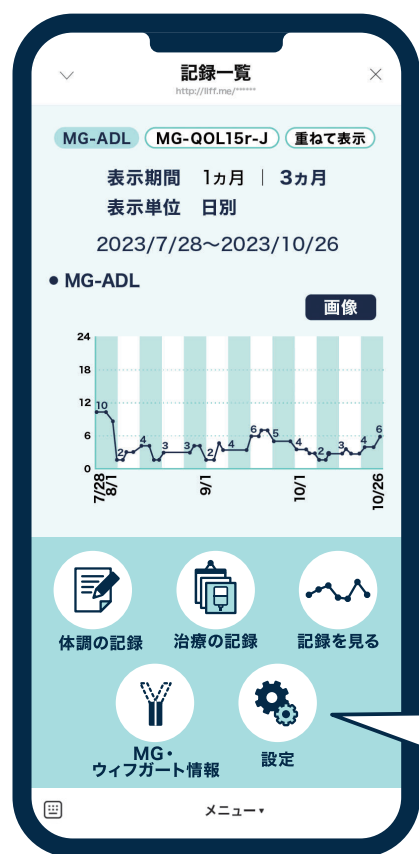 記録一覧
http://liff.me/******
MG-ADL MG-QOL15r-J 重ねて表示
表示期間 1ヵ月 | 3ヵ月
表示単位 日別
2023/7/28〜2023/10/26
• MG-ADL
画像
24
18
12
6
0
10 2 4 3 3 2 4 6 5 4 2 3 4 6
7/28 8/1 9/1 10/1 10/26
体調の記録 治療の記録 記録を見る
MG・
ウィフガート情報 設定
メニュー▾